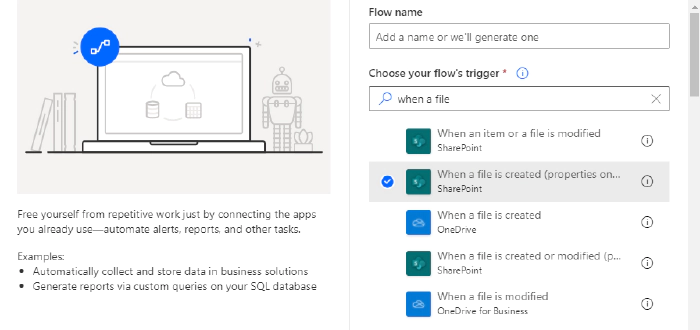 Free yourself from repetitive work just by connecting the apps
you already use—automate alerts, reports, and other tasks.
Examples:
• Automatically collect and store data in business solutions
• Generate reports via custom queries on your SQL database
Flow name
Add a name or we'll generate one
Choose your flow's trigger *
when a file
When an item or a file is modified
SharePoint
When a file is created (properties on...
SharePoint
When a file is created
OneDrive
When a file is created or modified (p...
SharePoint
When a file is modified
OneDrive for Business